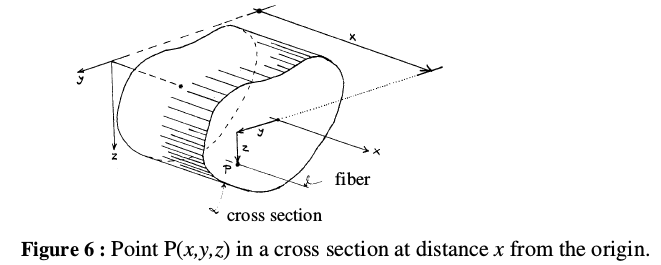 x
y
y
x
z
z
P
fiber
cross section
Figure 6 : Point P(x,y,z) in a cross section at distance x from the origin.